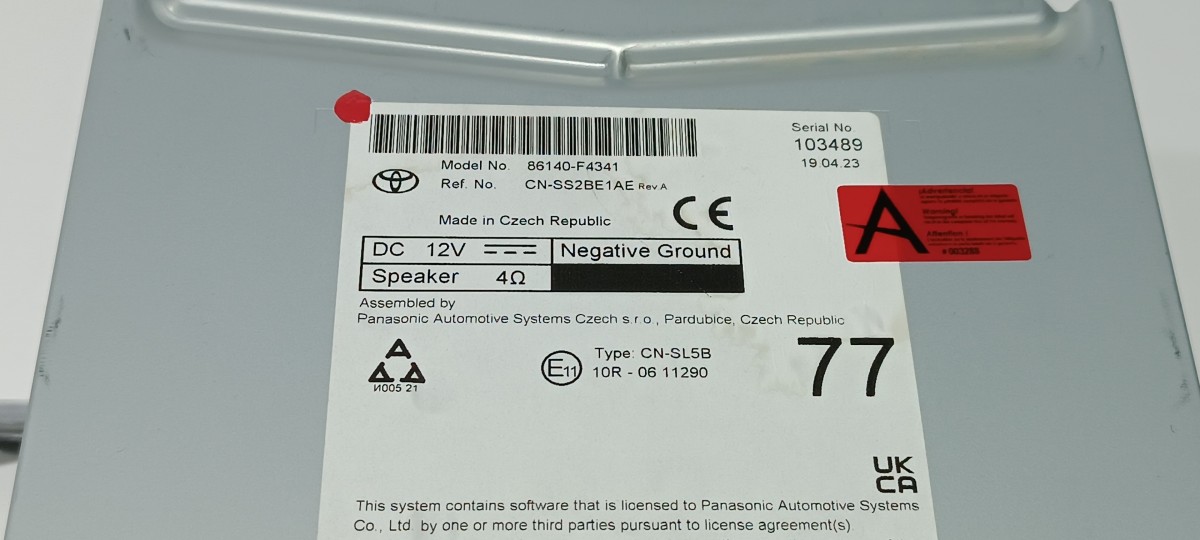 Serial No.
103489
19.04.23
Model No. 86140-F4341
Ref. No. CN-SS2BE1AE Rev.A
Made in Czech Republic
CE
DC 12V Negative Ground
Speaker 4Ω
Assembled by
Panasonic Automotive Systems Czech s.r.o., Pardubice, Czech Republic
И005 21
E11
Type: CN-SL5B
10R - 06 11290
77
UK
CA
This system contains software that is licensed to Panasonic Automotive Systems
Co., Ltd. by one or more third parties pursuant to license agreement(s).
A
¡Advertencia!
Warning!
Attention !